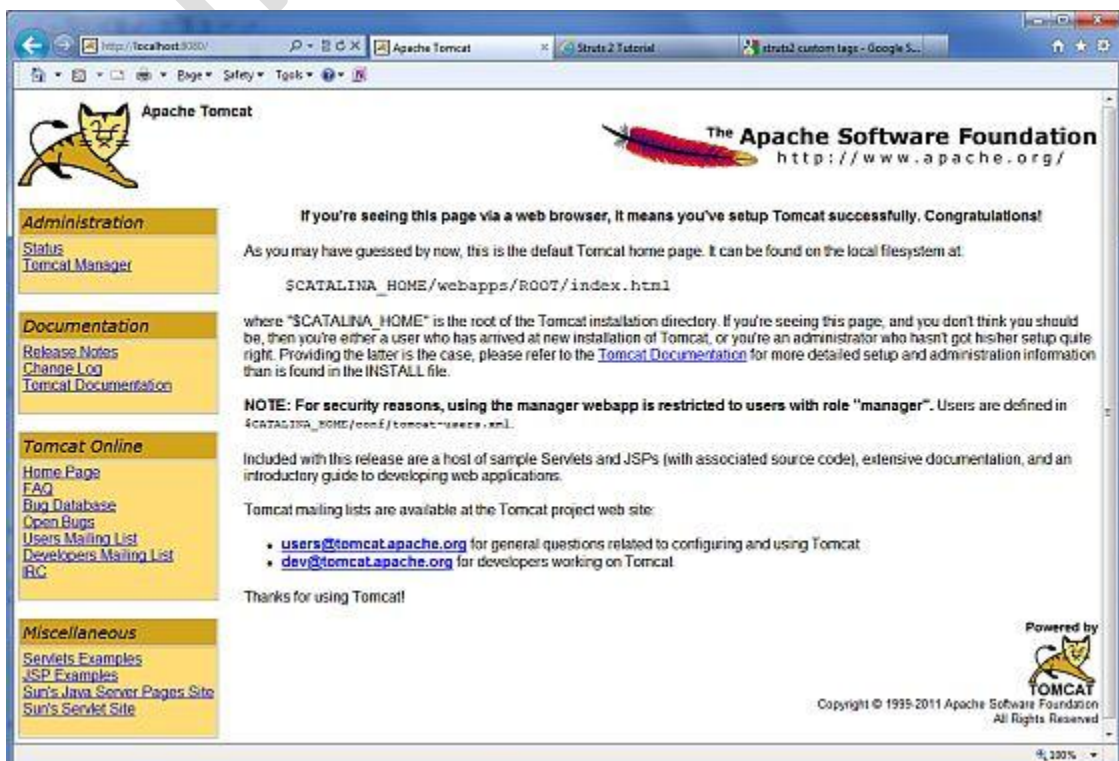 http://localhost:8080/
Apache Tomcat
Struts 2 Tutorial
struts2 custom tags - Google S...
Page
Safety
Tools
Apache Tomcat
The Apache Software Foundation
http://www.apache.org/
Administration
Status
Tomcat Manager
Documentation
Release Notes
Change Log
Tomcat Documentation
Tomcat Online
Home Page
FAQ
Bug Database
Open Bugs
Users Mailing List
Developers Mailing List
IRC
Miscellaneous
Servlets Examples
JSP Examples
Sun's Java Server Pages Site
Sun's Servlet Site
If you're seeing this page via a web browser, it means you've setup Tomcat successfully. Congratulations!
As you may have guessed by now, this is the default Tomcat home page. It can be found on the local filesystem at:
$CATALINA_HOME/webapps/ROOT/index.html
where "$CATALINA_HOME" is the root of the Tomcat installation directory. If you're seeing this page, and you don't think you should
be, then you're either a user who has arrived at new installation of Tomcat, or you're an administrator who hasn't got his/her setup quite
right. Providing the latter is the case, please refer to the Tomcat Documentation for more detailed setup and administration information
than is found in the INSTALL file.
NOTE: For security reasons, using the manager webapp is restricted to users with role "manager". Users are defined in
$CATALINA_HOME/conf/tomcat-users.xml.
Included with this release are a host of sample Servlets and JSPs (with associated source code), extensive documentation, and an
introductory guide to developing web applications.
Tomcat mailing lists are available at the Tomcat project web site:
• users@tomcat.apache.org for general questions related to configuring and using Tomcat
• dev@tomcat.apache.org for developers working on Tomcat
Thanks for using Tomcat!
Powered by
TOMCAT
Copyright © 1999-2011 Apache Software Foundation
All Rights Reserved
100%